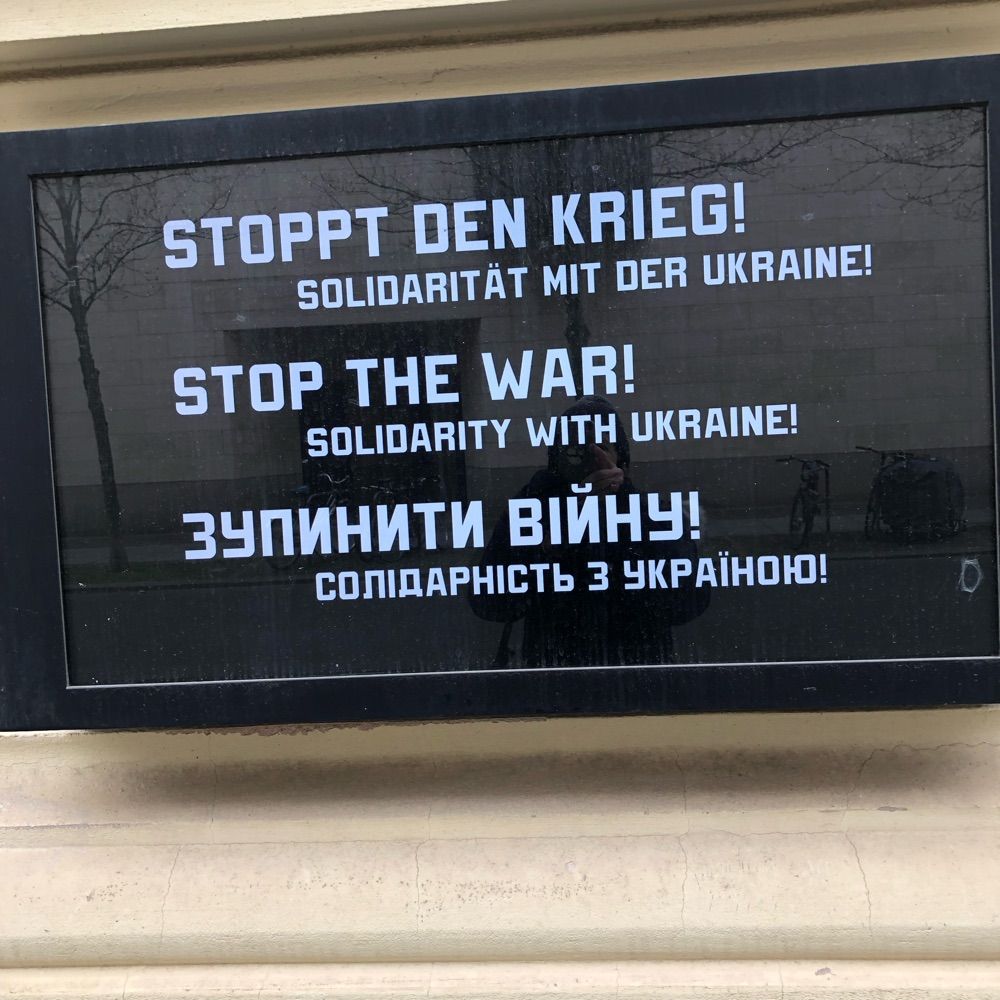 STOPPT DEN KRIEG!
SOLIDARITÄT MIT DER UKRAINE!
STOP THE WAR!
SOLIDARITY WITH UKRAINE!
ЗУПИНИТИ ВІЙНУ!
СОЛІДАРНІСТЬ З УКРАЇНОЮ!